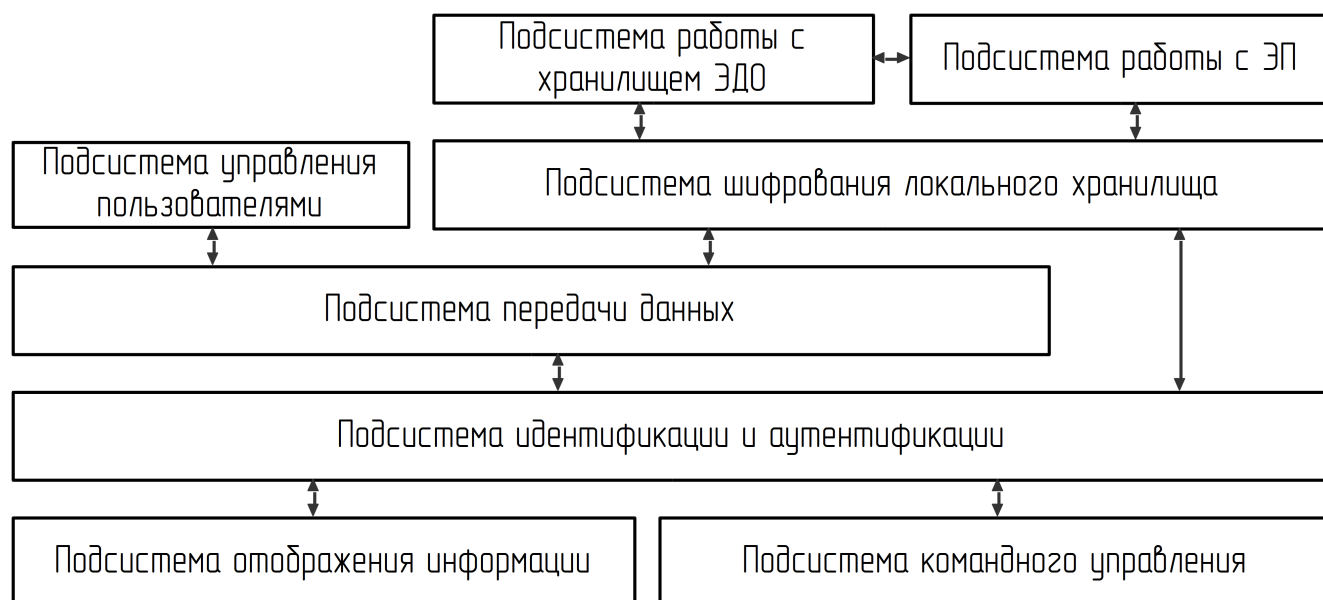 Подсистема работы с
хранилищем ЭДО
Подсистема работы с ЭП
Подсистема управления
пользователями
Подсистема шифрования локального хранилища
Подсистема передачи данных
Подсистема идентификации и аутентификации
Подсистема отображения информации
Подсистема командного управления